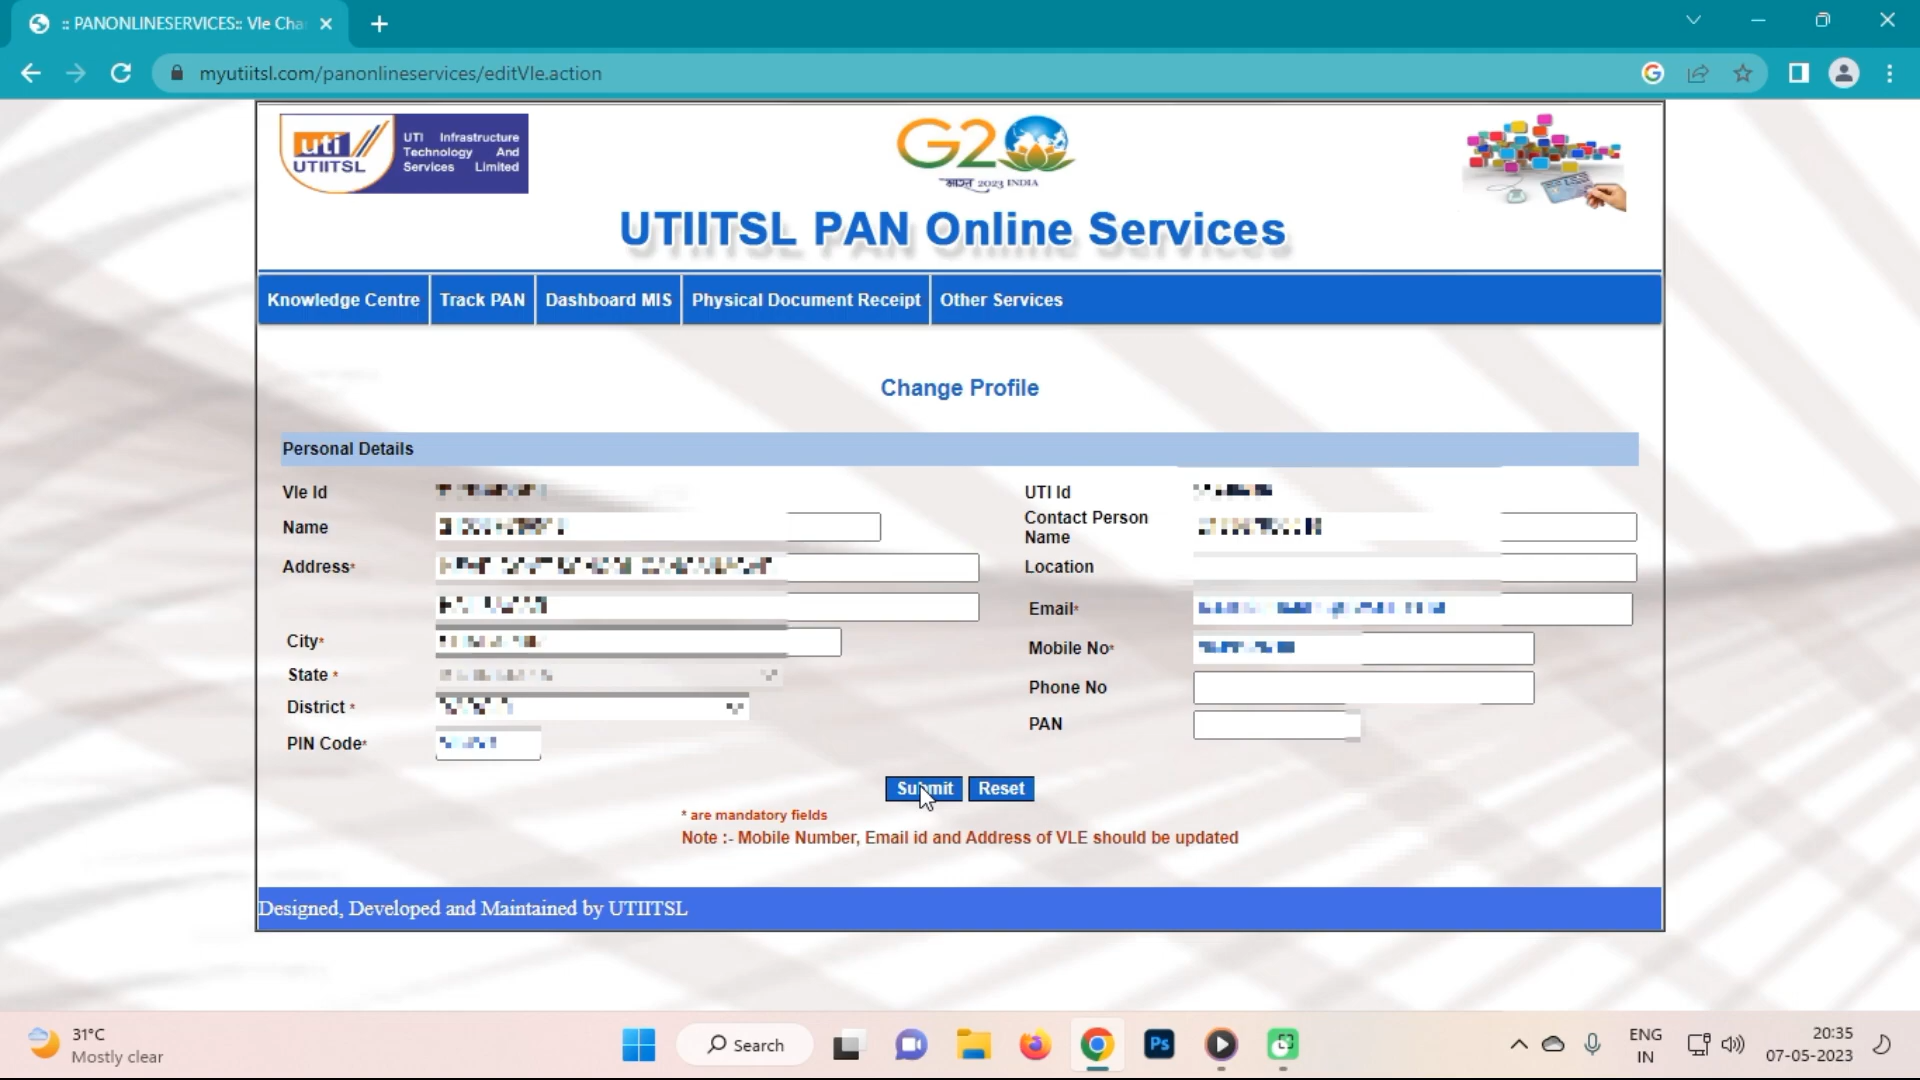 :: PANONLINESERVICES:: Vle Cha
myutiitsl.com/panonlineservices/editVle.action
uti
UTIITSL
UTI Infrastructure
Technology And
Services Limited
G20
भारत 2023 INDIA
UTIITSL PAN Online Services
Knowledge Centre
Track PAN
Dashboard MIS
Physical Document Receipt
Other Services
Change Profile
Personal Details
Vle Id
UTI Id
Name
Contact Person
Name
Address*
Location
Email*
City*
Mobile No*
State *
Phone No
District *
PAN
PIN Code*
Submit
Reset
* are mandatory fields
Note :- Mobile Number, Email id and Address of VLE should be updated
Designed, Developed and Maintained by UTIITSL
31°C
Mostly clear
Search
Ps
ENG
IN
20:35
07-05-2023